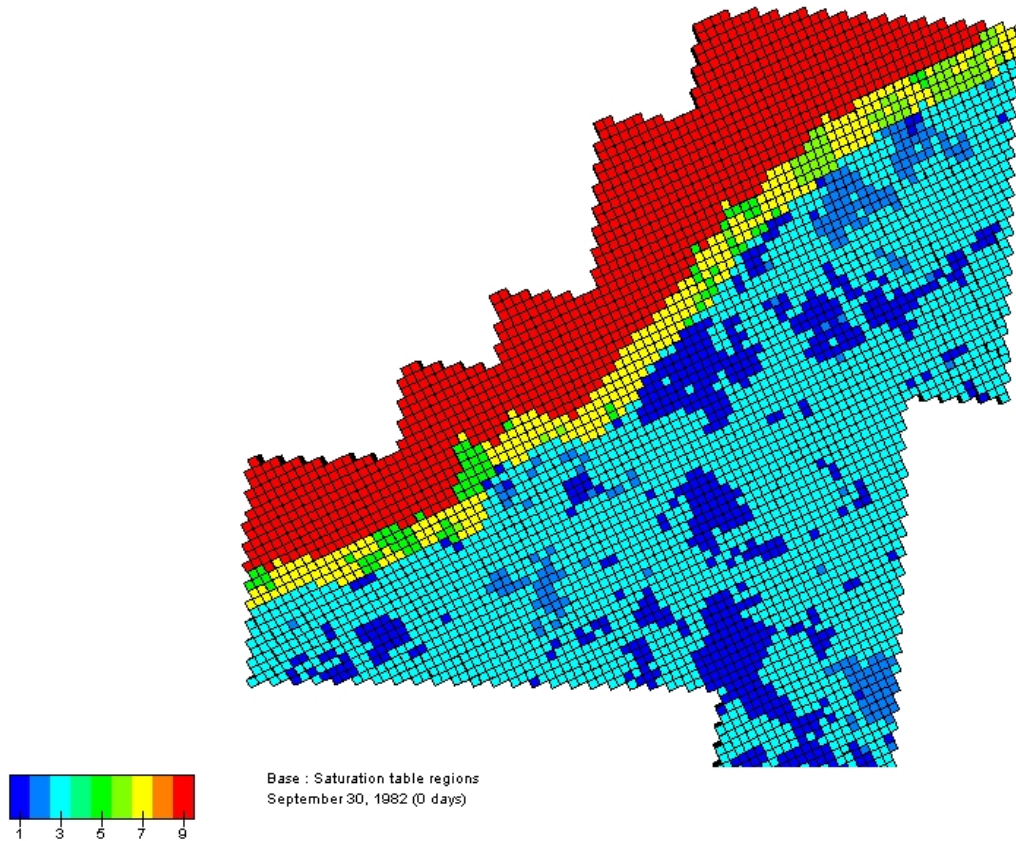 Base : Saturation table regions
September 30, 1982 (0 days)
1 3 5 7 9